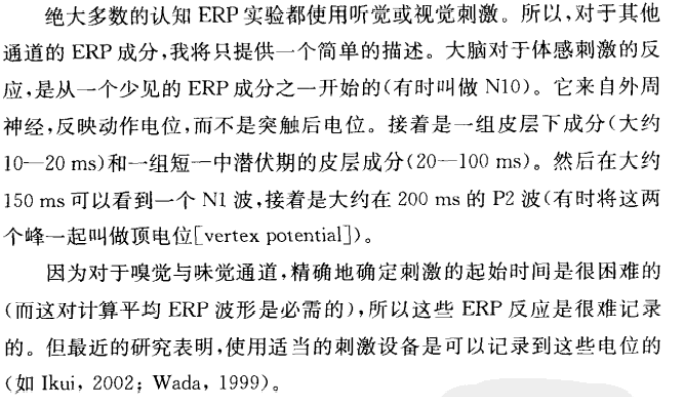 绝大多数的认知 ERP 实验都使用听觉或视觉刺激。所以,对于其他
通道的 ERP 成分,我将只提供一个简单的描述。大脑对于体感刺激的反
应,是从一个少见的 ERP 成分之一开始的(有时叫做 N10)。它来自外周
神经,反映动作电位,而不是突触后电位。接着是一组皮层下成分(大约
10—20 ms)和一组短—中潜伏期的皮层成分(20—100 ms)。然后在大约
150 ms 可以看到一个 N1 波,接着是大约在 200 ms 的 P2 波(有时将这两
个峰一起叫做顶电位[vertex potential])。
因为对于嗅觉与味觉通道,精确地确定刺激的起始时间是很困难的
(而这对计算平均 ERP 波形是必需的),所以这些 ERP 反应是很难记录
的。但最近的研究表明,使用适当的刺激设备是可以记录到这些电位的
(如 Ikui, 2002; Wada, 1999)。